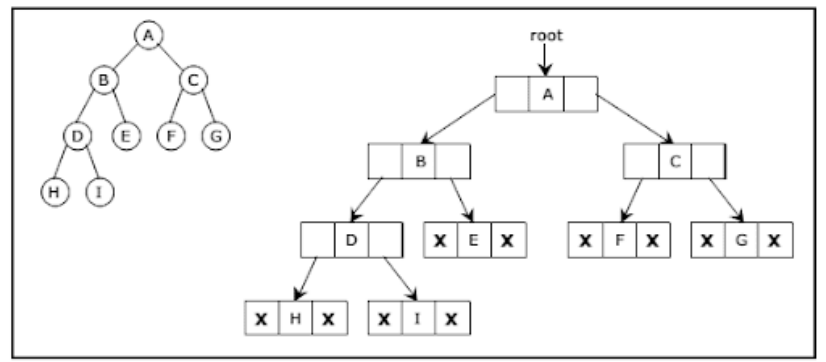 A
B C
D E F G
H I
root
A
B C
D X E X X F X X G X
X H X X I X